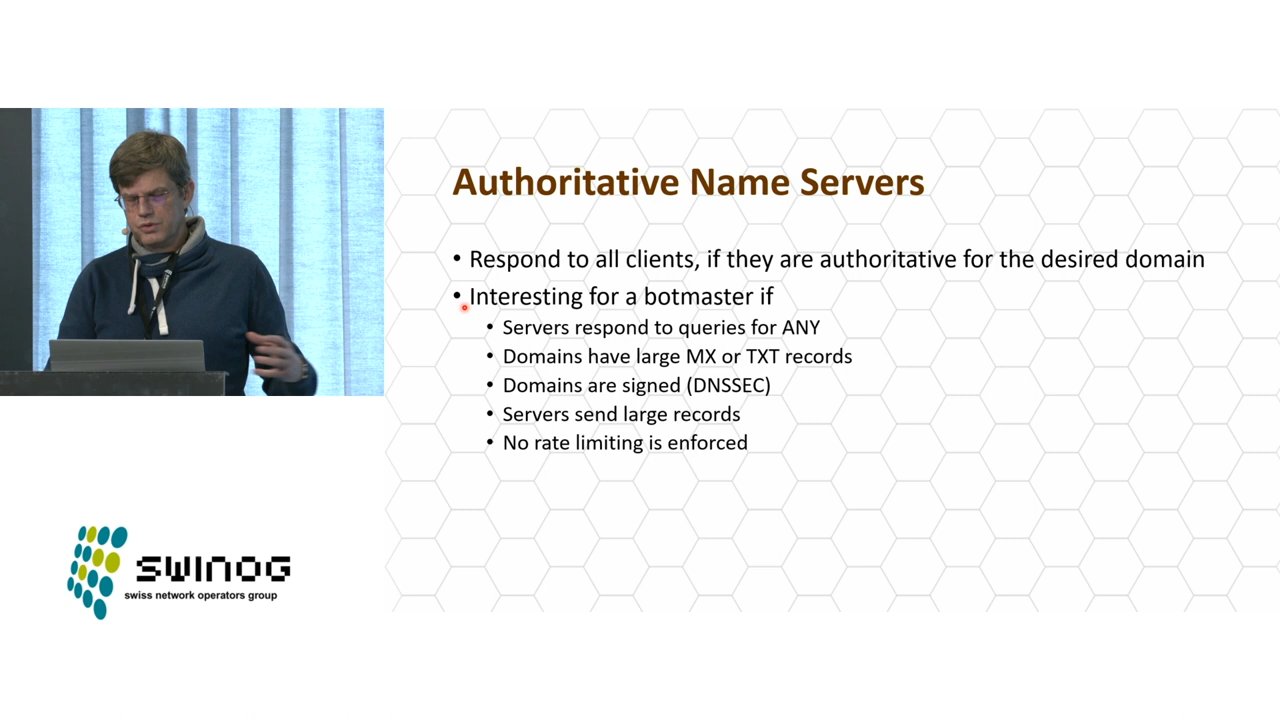 Authoritative Name Servers
• Respond to all clients, if they are authoritative for the desired domain
• Interesting for a botmaster if
• Servers respond to queries for ANY
• Domains have large MX or TXT records
• Domains are signed (DNSSEC)
• Servers send large records
• No rate limiting is enforced
SWINOG
swiss network operators group